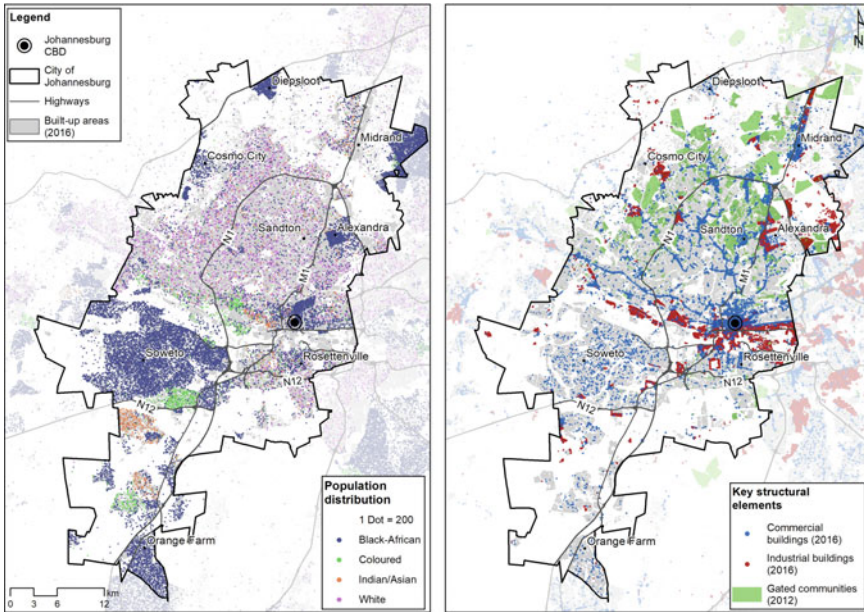 Legend
Johannesburg
CBD
City of
Johannesburg
Highways
Built-up areas
(2016)
Diepsloot
Midrand
Cosmo City
N1
Sandton
Alexandra
M1
Soweto
Rosettenville
N12
N12
Orange Farm
km
0 3 6 12
Population
distribution
1 Dot = 200
Black-African
Coloured
Indian/Asian
White
N
Diepsloot
Midrand
Cosmo City
N1
Sandton
Alexandra
M1
Soweto
Rosettenville
N12
N12
Orange Farm
Key structural
elements
Commercial
buildings (2016)
Industrial buildings
(2016)
Gated communities
(2012)